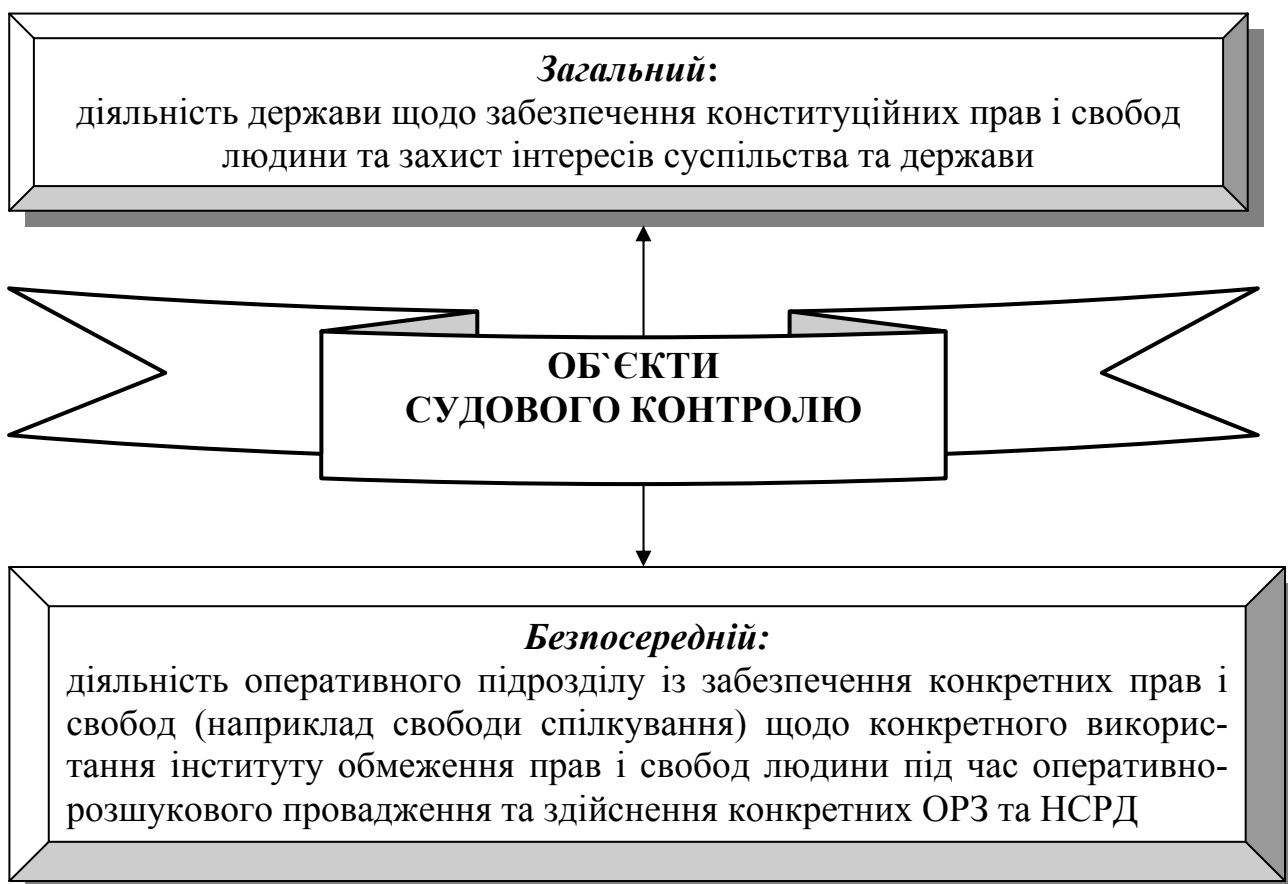 Загальний:
діяльність держави щодо забезпечення конституційних прав і свобод
людини та захист інтересів суспільства та держави
ОБ`ЄКТИ
СУДОВОГО КОНТРОЛЮ
Безпосередній:
діяльність оперативного підрозділу із забезпечення конкретних прав і
свобод (наприклад свободи спілкування) щодо конкретного викорис-
тання інституту обмеження прав і свобод людини під час оперативно-
розшукового провадження та здійснення конкретних ОРЗ та НСРД